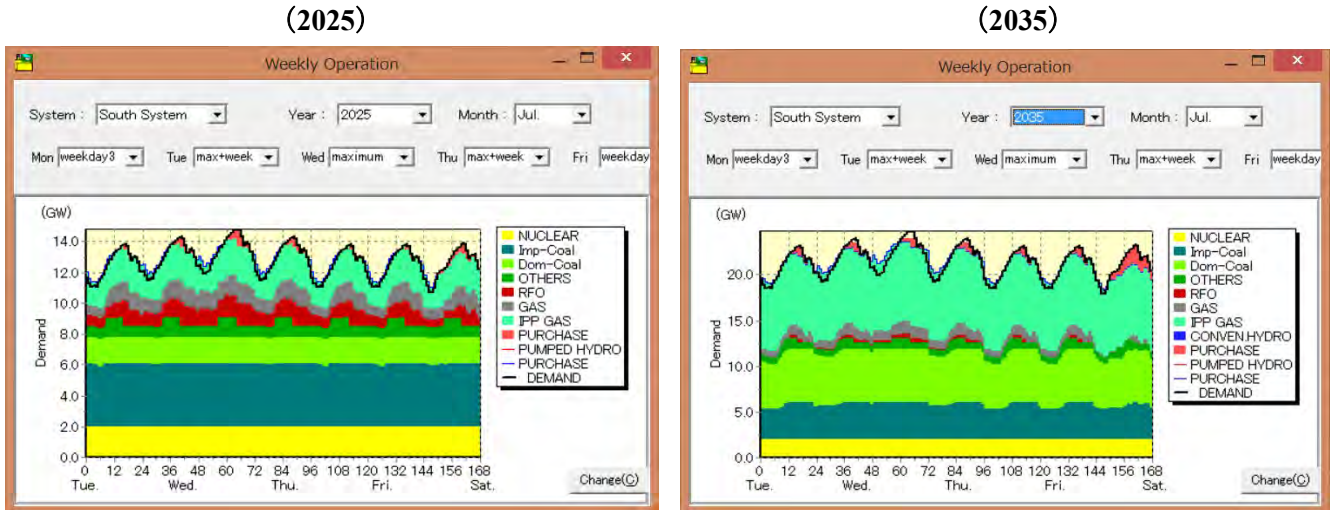 (2025)
Weekly Operation
System : South System Year : 2025 Month : Jul.
Mon weekday3 Tue max+week Wed maximum Thu max+week Fri weekday
(GW)
14.0
12.0
10.0
8.0
6.0
4.0
2.0
0.0
Demand
0 12 24 36 48 60 72 84 96 108 120 132 144 156 168
Tue. Wed. Thu. Fri. Sat.
NUCLEAR
Imp-Coal
Dom-Coal
OTHERS
RFO
GAS
IPP GAS
PURCHASE
PUMPED HYDRO
PURCHASE
DEMAND
Change(C)
(2035)
Weekly Operation
System : South System Year : 2035 Month : Jul.
Mon weekday3 Tue max+week Wed maximum Thu max+week Fri weekday
(GW)
20.0
15.0
10.0
5.0
0.0
Demand
0 12 24 36 48 60 72 84 96 108 120 132 144 156 168
Tue. Wed. Thu. Fri. Sat.
NUCLEAR
Imp-Coal
Dom-Coal
OTHERS
RFO
GAS
IPP GAS
CONVEN.HYDRO
PURCHASE
PUMPED HYDRO
PURCHASE
DEMAND
Change(C)